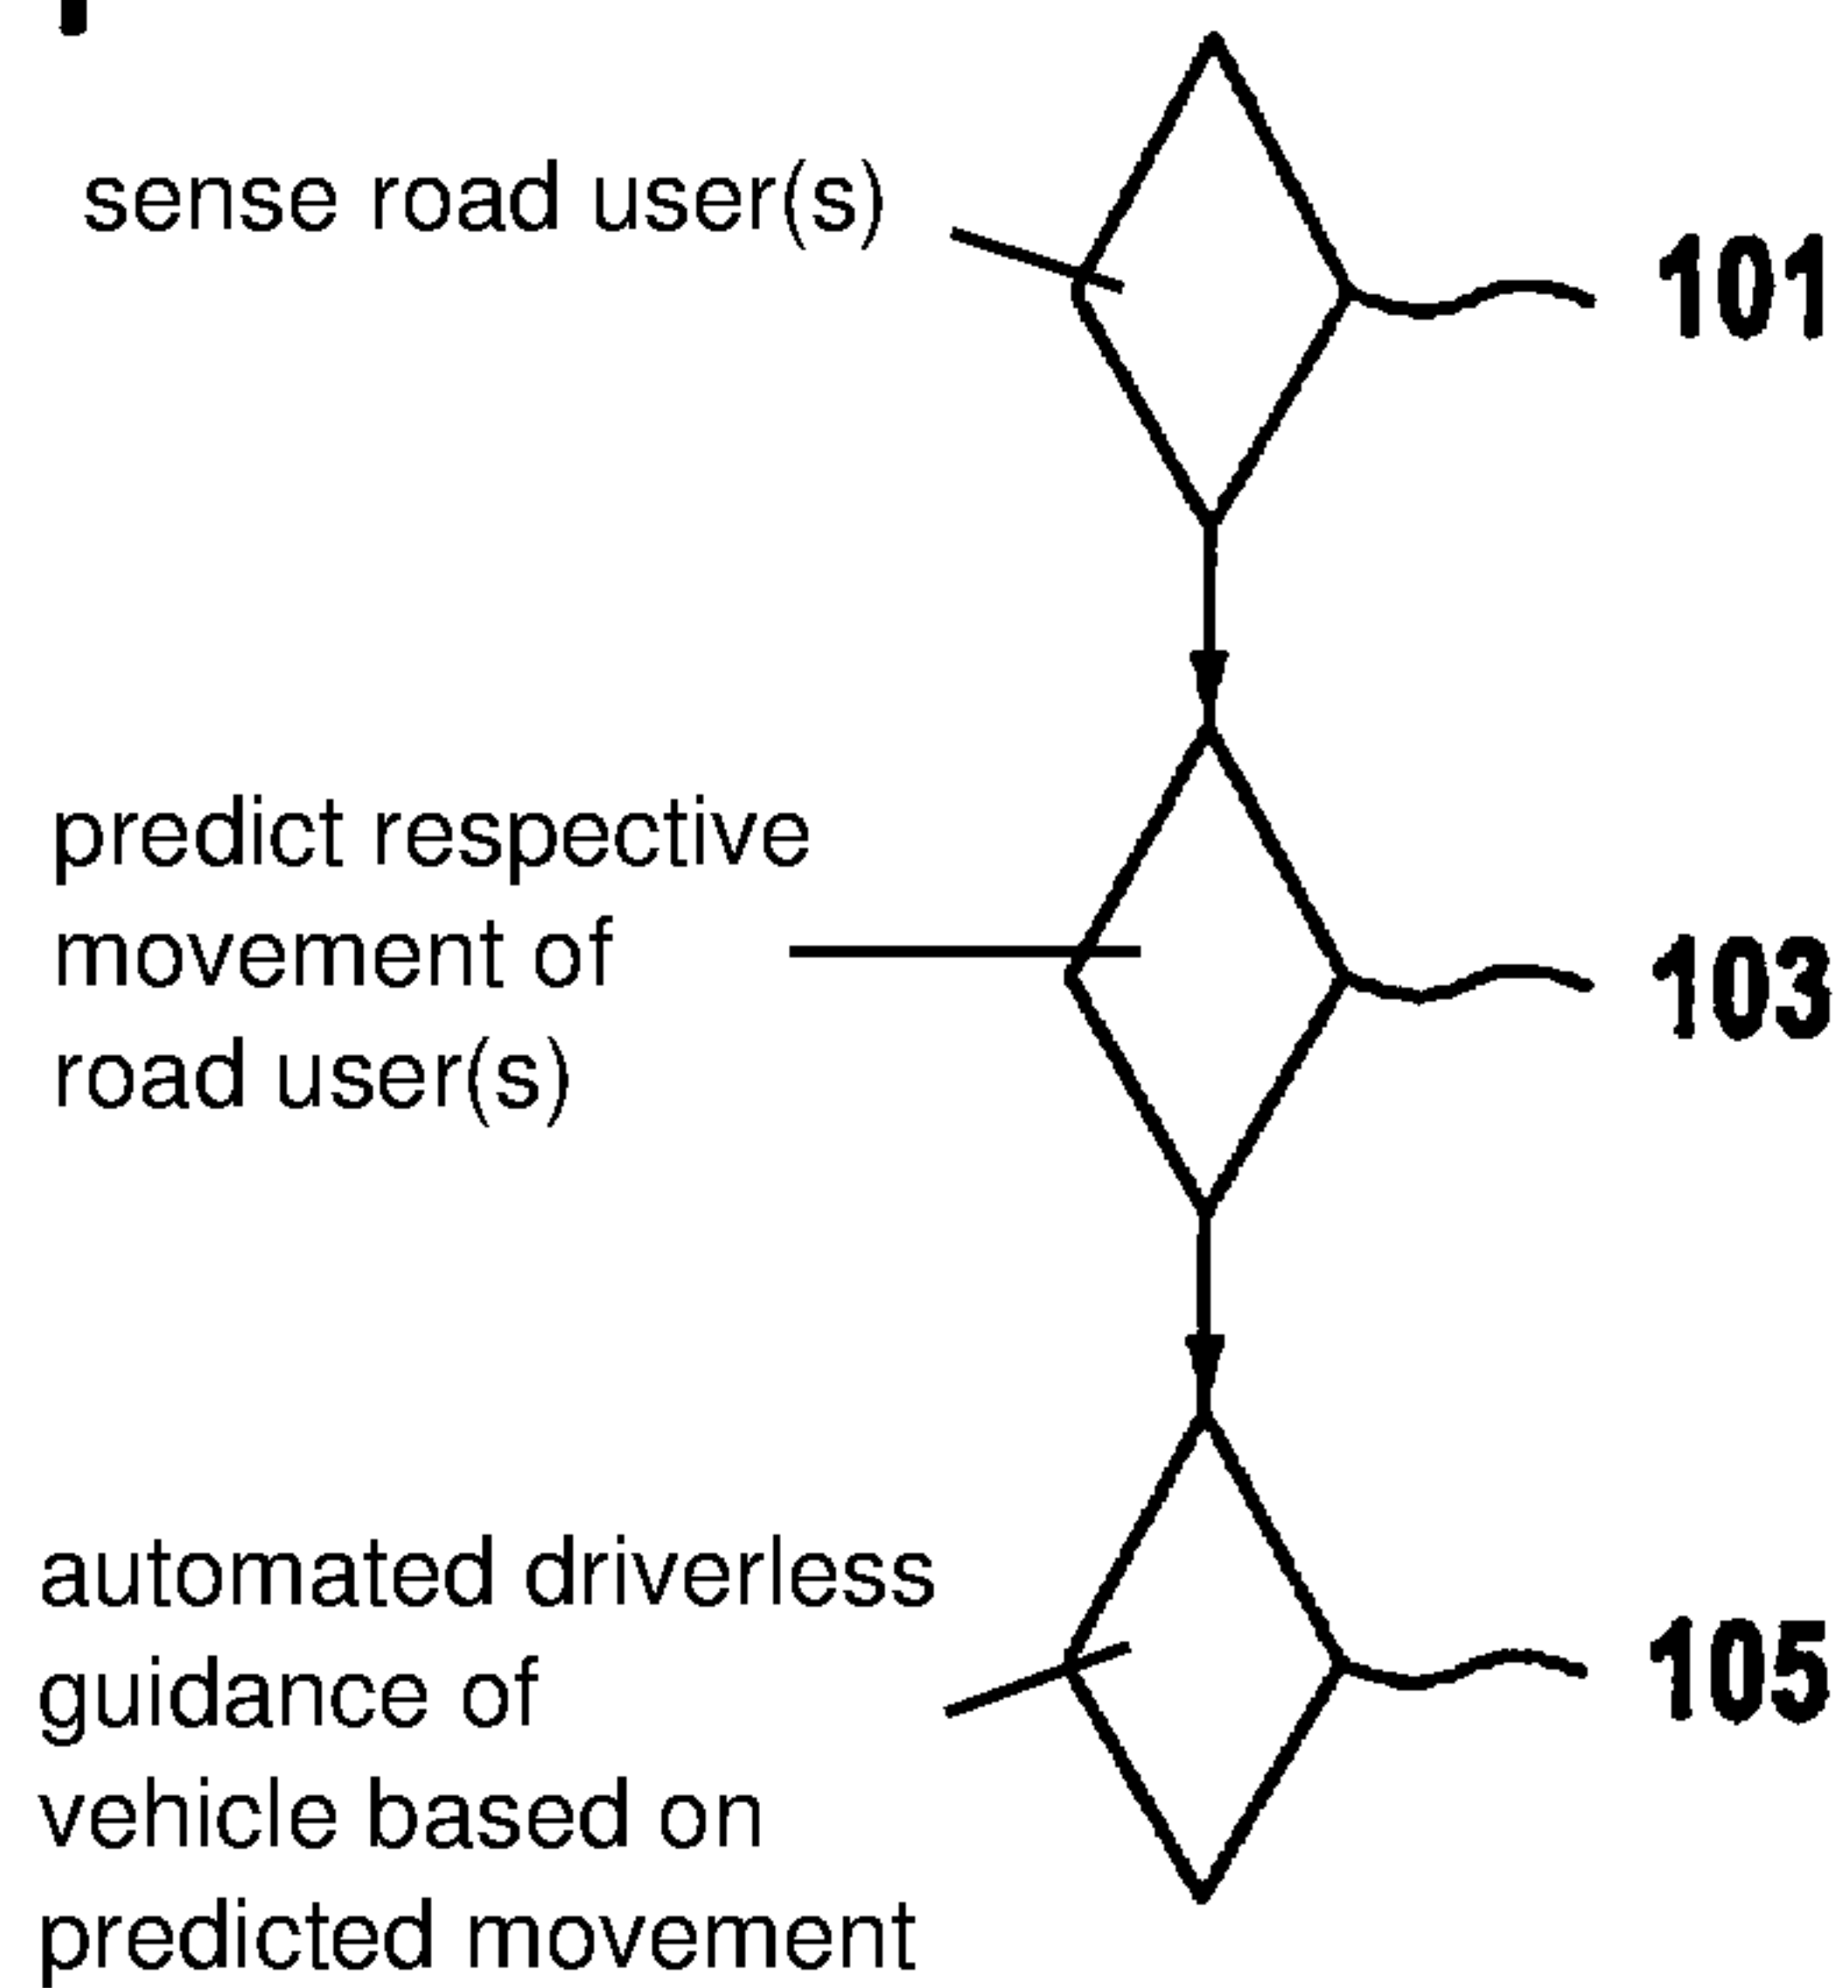 sense road user(s)
101
predict respective
movement of
road user(s)
103
automated driverless
guidance of
vehicle based on
predicted movement
105